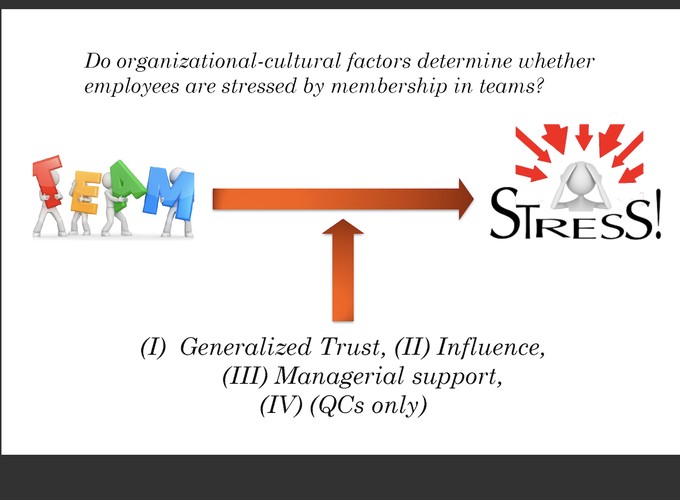 Do organizational-cultural factors determine whether
employees are stressed by membership in teams?
TEAM
STRESS!
(I) Generalized Trust, (II) Influence,
(III) Managerial support,
(IV) (QCs only)